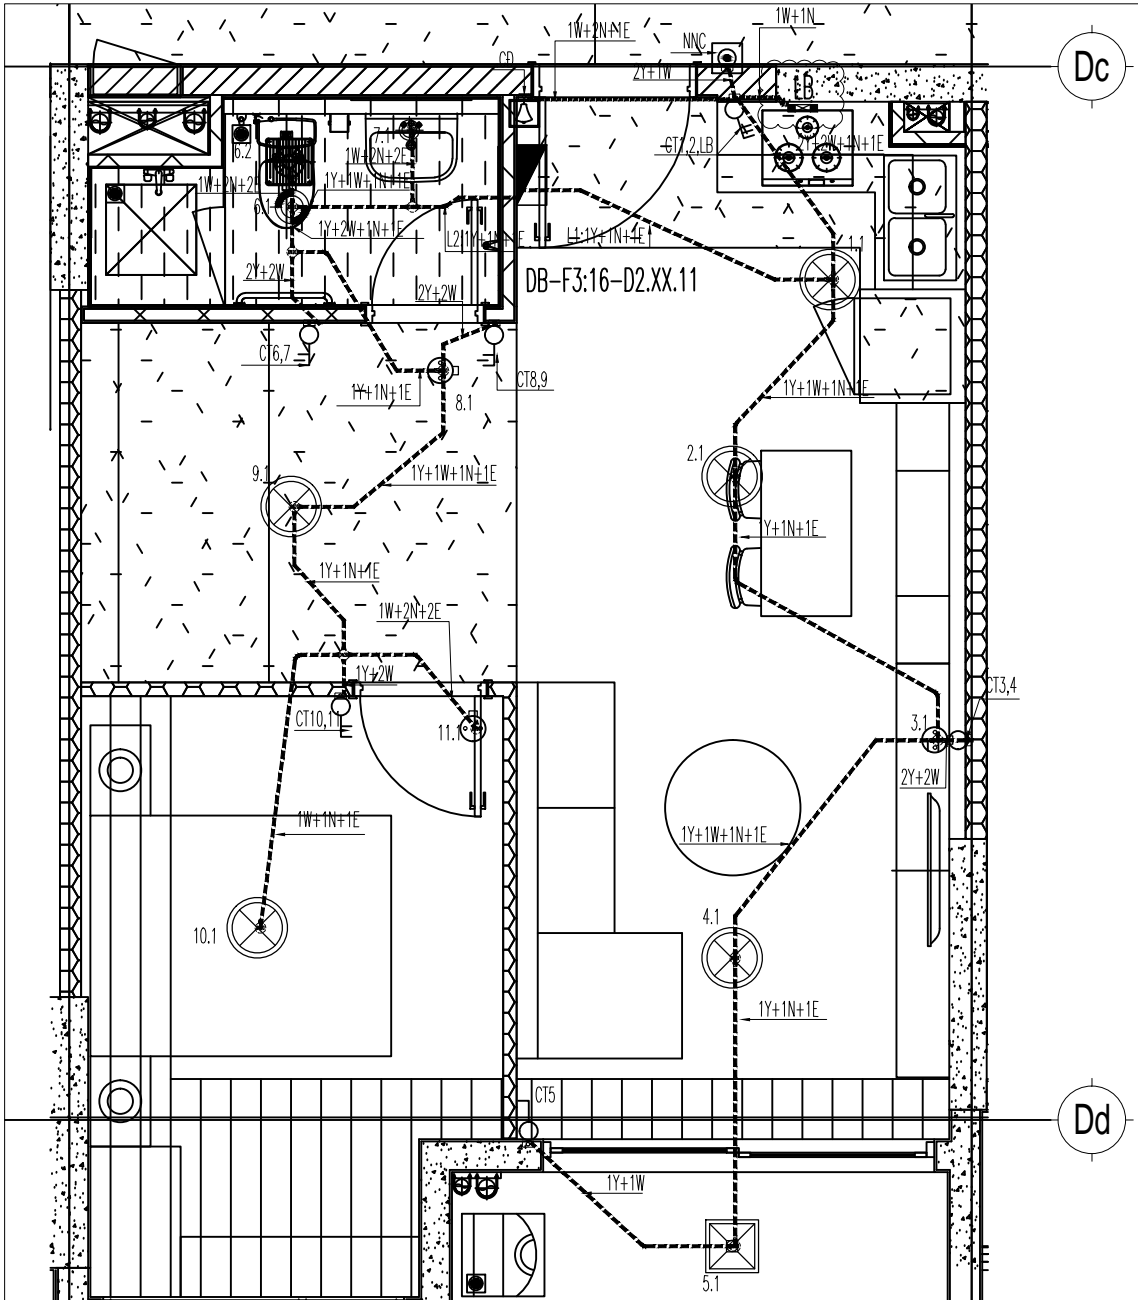 1W+1N
1W+2N+1E
NNC
Dc
CD
2Y+1W
LB
6.2
7.1
1W+2N+2E
CT1,2,LB
2Y+2W+1N+1E
1W+2N+2E
1Y+1W+1N+1E
6.1
1Y+2W+1N+1E
L2:1Y+1N+1E
L1:1Y+1N+1E
1.1
2Y+2W
DB-F3:16-D2.XX.11
2Y+2W
CT6,7
CT8,9
1Y+1N+1E
8.1
1Y+1W+1N+1E
2.1
9.1
1Y+1W+1N+1E
1Y+1N+1E
1Y+1N+1E
1W+2N+2E
1Y+2W
CT3,4
CT10,11
11.1
3.1
2Y+2W
1W+1N+1E
1Y+1W+1N+1E
4.1
10.1
1Y+1N+1E
CT5
Dd
1Y+1W
5.1